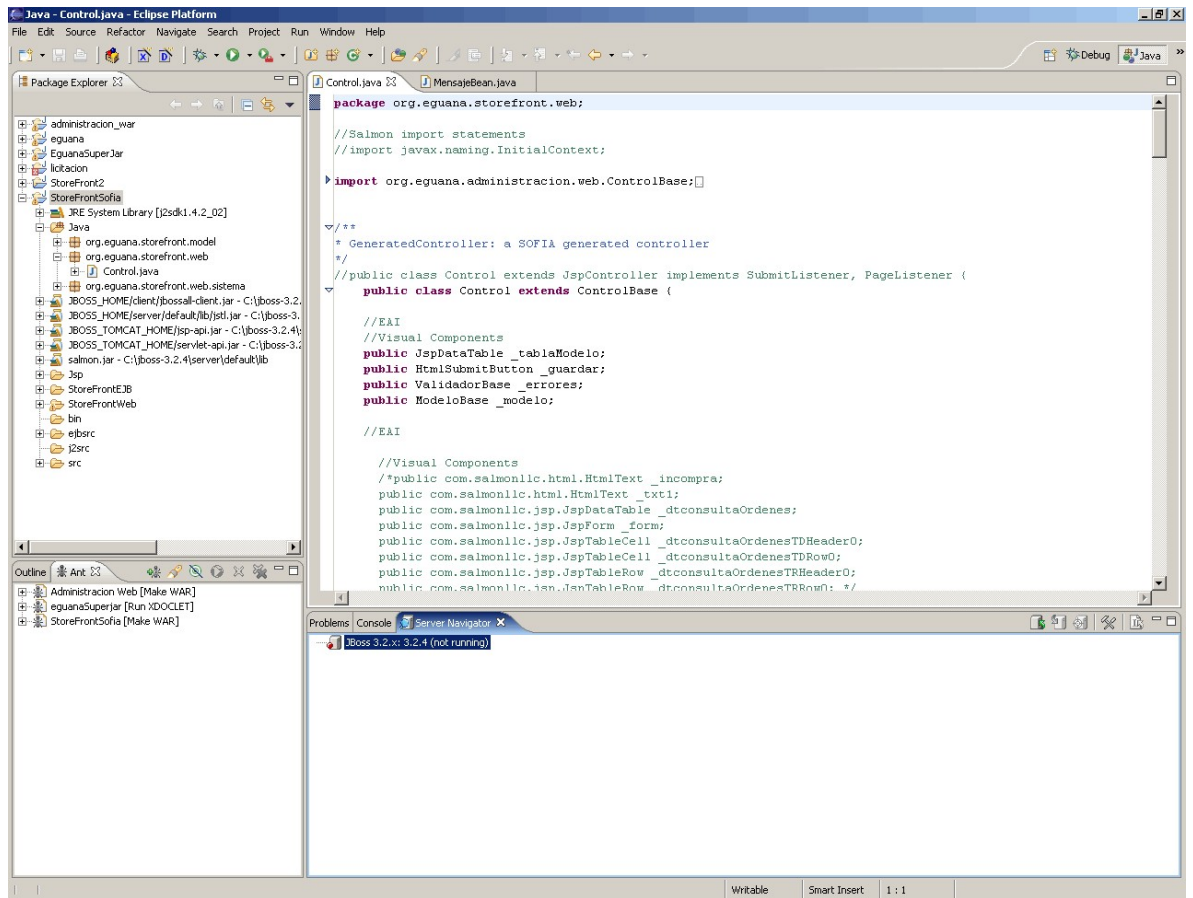 Java - Control.java - Eclipse Platform
File Edit Source Refactor Navigate Search Project Run Window Help
Debug Java »
Package Explorer
administracion_war
eguana
EguanaSuperJar
licitacion
StoreFront2
StoreFrontSofia
JRE System Library [j2sdk1.4.2_02]
Java
org.eguana.storefront.model
org.eguana.storefront.web
Control.java
org.eguana.storefront.web.sistema
JBOSS_HOME/client/jbossall-client.jar - C:\jboss-3.2.
JBOSS_HOME/server/default/lib/jstl.jar - C:\jboss-3.
JBOSS_TOMCAT_HOME/jsp-api.jar - C:\jboss-3.2.4\
JBOSS_TOMCAT_HOME/servlet-api.jar - C:\jboss-3.2
salmon.jar - C:\jboss-3.2.4\server\default\lib
Jsp
StoreFrontEJB
StoreFrontWeb
bin
ejbsrc
j2src
src
Outline Ant
Administracion Web [Make WAR]
eguanaSuperjar [Run XDOCLET]
StoreFrontSofia [Make WAR]
Control.java MensajeBean.java
package org.eguana.storefront.web;
//Salmon import statements
//import javax.naming.InitialContext;
import org.eguana.administracion.web.ControlBase;
/**
* GeneratedController: a SOFIA generated controller
*/
//public class Control extends JspController implements SubmitListener, PageListener {
public class Control extends ControlBase {
//EAI
//Visual Components
public JspDataTable _tablaModelo;
public HtmlSubmitButton _guardar;
public ValidadorBase _errores;
public ModeloBase _modelo;
//EAI
//Visual Components
/*public com.salmonllc.html.HtmlText _incompra;
public com.salmonllc.html.HtmlText _txt1;
public com.salmonllc.jsp.JspDataTable _dtconsultaOrdenes;
public com.salmonllc.jsp.JspForm _form;
public com.salmonllc.jsp.JspTableCell _dtconsultaOrdenesTDHeader0;
public com.salmonllc.jsp.JspTableCell _dtconsultaOrdenesTDRow0;
public com.salmonllc.jsp.JspTableRow _dtconsultaOrdenesTRHeader0;
public com.salmonllc.jsp.JspTableRow _dtconsultaOrdenesTRRow0; */
Problems Console Server Navigator
JBoss 3.2.x: 3.2.4 (not running)
Writable Smart Insert 1 : 1